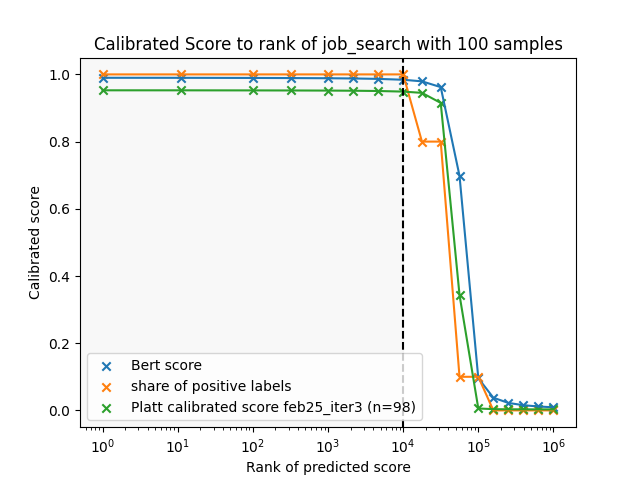 Calibrated Score to rank of job_search with 100 samples
Calibrated score
1.0
0.8
0.6
0.4
0.2
0.0
Bert score
share of positive labels
Platt calibrated score feb25_iter3 (n=98)
10⁰
10¹
10²
10³
10⁴
10⁵
10⁶
Rank of predicted score